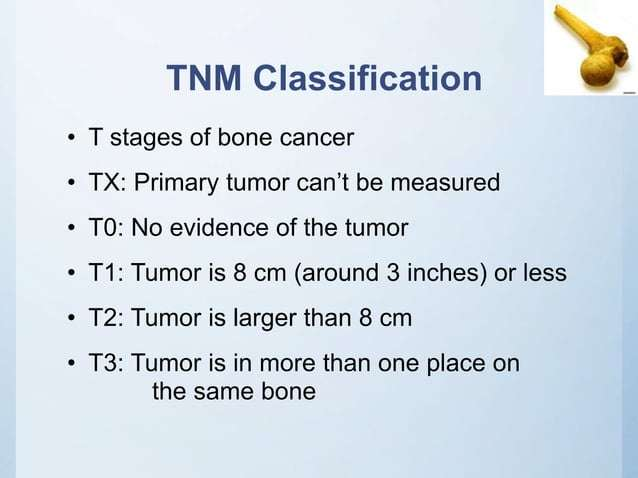 TNM Classification
• T stages of bone cancer
• TX: Primary tumor can’t be measured
• T0: No evidence of the tumor
• T1: Tumor is 8 cm (around 3 inches) or less
• T2: Tumor is larger than 8 cm
• T3: Tumor is in more than one place on
the same bone